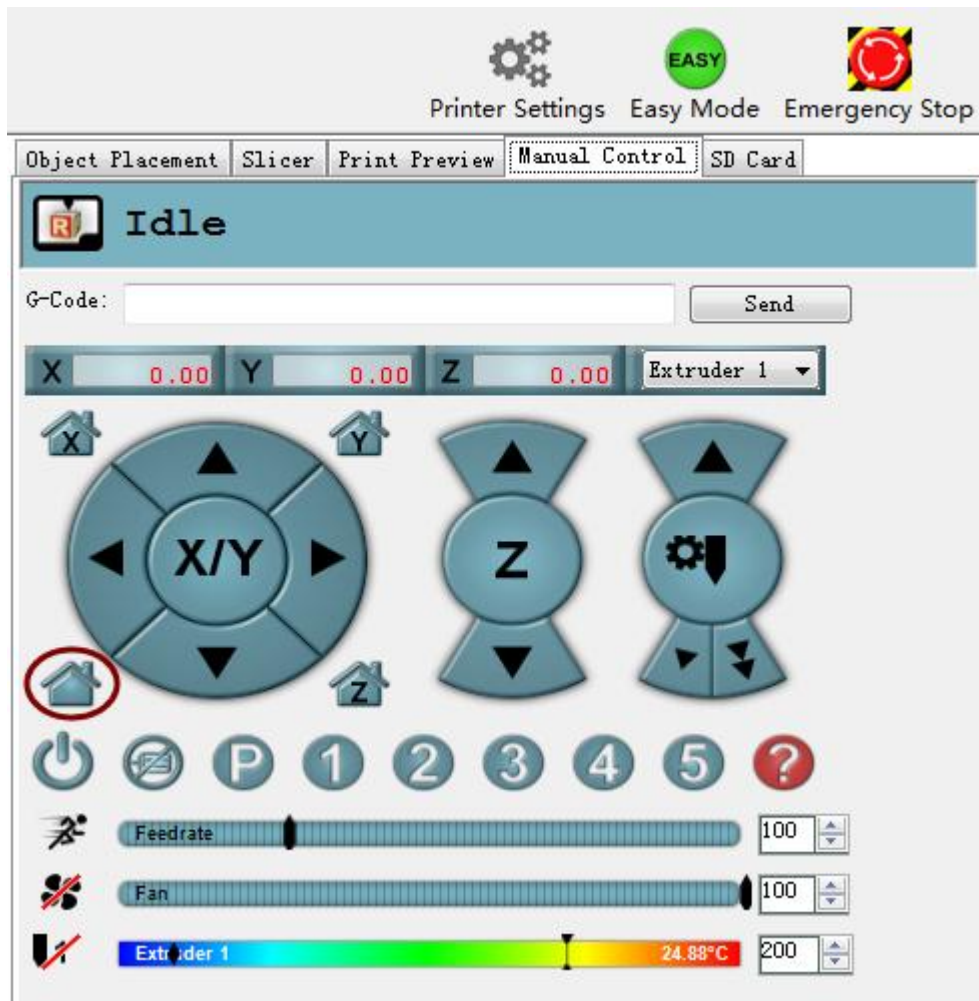 EASY
Printer Settings Easy Mode Emergency Stop
Object Placement Slicer Print Preview Manual Control SD Card
R Idle
G-Code: Send
X 0.00 Y 0.00 Z 0.00 Extruder 1
X Y
X/Y Z
Z
P 1 2 3 4 5 ?
Feedrate 100
Fan 100
1 Extruder 1 24.88°C 200